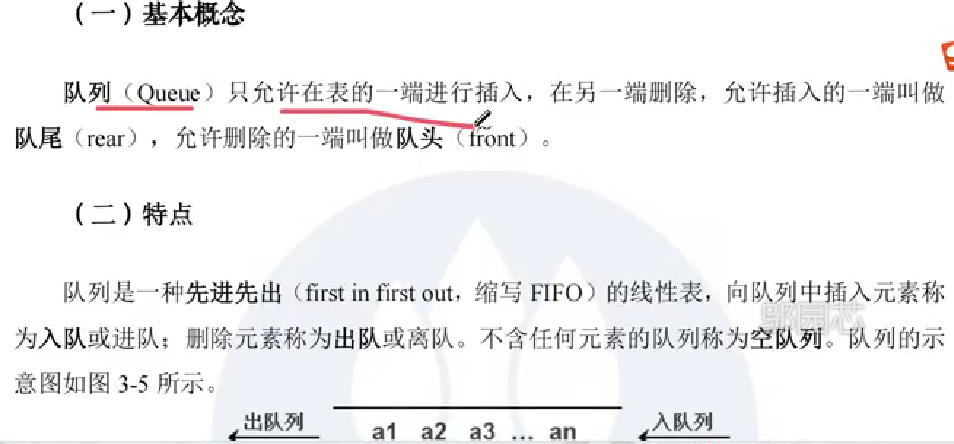 （一）基本概念
队列（Queue）只允许在表的一端进行插入，在另一端删除，允许插入的一端叫做
队尾（rear），允许删除的一端叫做队头（front）。
（二）特点
队列是一种先进先出（first in first out，缩写 FIFO）的线性表，向队列中插入元素称
为入队或进队；删除元素称为出队或离队。不含任何元素的队列称为空队列。队列的示
意图如图 3-5 所示。
邬园芯
出队列 a1 a2 a3 … an 入队列